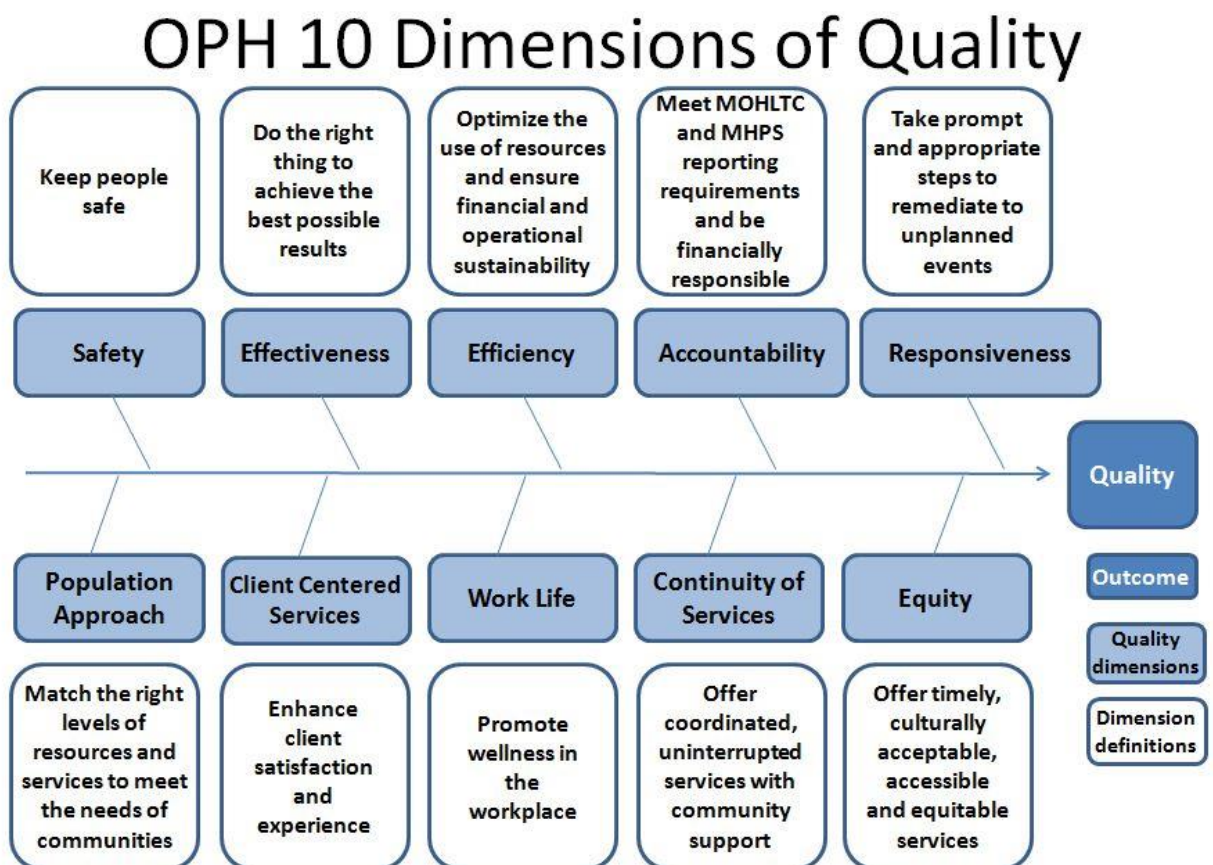 OPH 10 Dimensions of Quality
Keep people
safe
Do the right
thing to
achieve the
best possible
results
Optimize the
use of resources
and ensure
financial and
operational
sustainability
Meet MOHLTC
and MHPS
reporting
requirements
and be
financially
responsible
Take prompt
and appropriate
steps to
remediate to
unplanned
events
Safety
Effectiveness
Efficiency
Accountability
Responsiveness
Quality
Population
Approach
Client Centered
Services
Work Life
Continuity of
Services
Equity
Match the right
levels of
resources and
services to meet
the needs of
communities
Enhance
client
satisfaction
and
experience
Promote
wellness in
the
workplace
Offer
coordinated,
uninterrupted
services with
community
support
Offer timely,
culturally
acceptable,
accessible
and equitable
services
Outcome
Quality
dimensions
Dimension
definitions